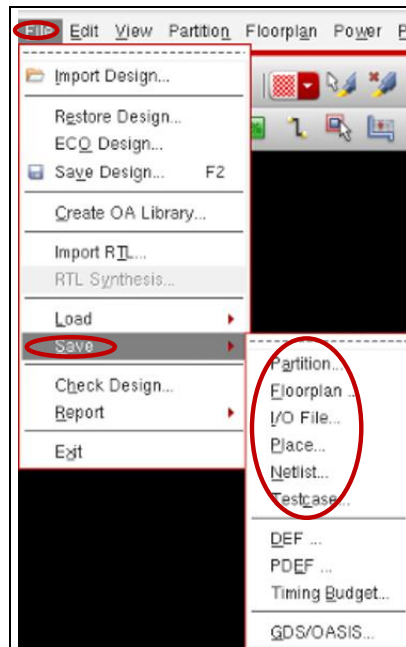 File Edit View Partition Floorplan Power P
Import Design...
Restore Design...
ECO Design...
Save Design... F2
Create OA Library...
Import RTL...
RTL Synthesis...
Load
Save
Check Design...
Report
Exit
Partition...
Floorplan ...
I/O File...
Place...
Netlist...
Testcase...
DEF ...
PDEF ...
Timing Budget...
GDS/OASIS...